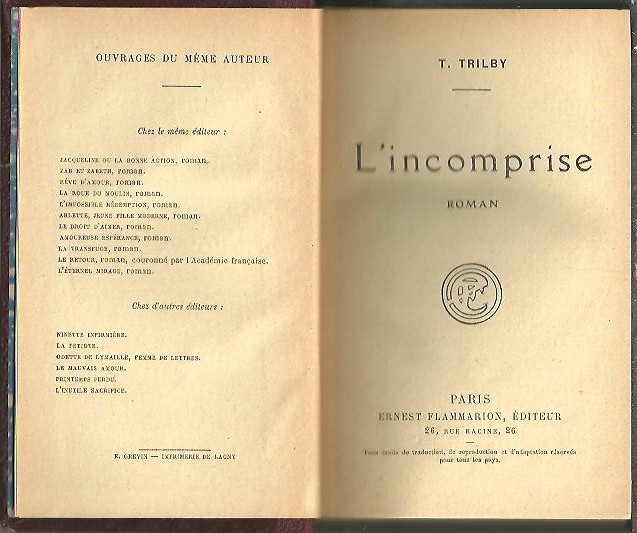 OUVRAGES DU MÊME AUTEUR
Chez le même éditeur :
JACQUELINE OU LA BONNE ACTION, roman.
ZAB ET ZABETH, roman.
RÊVE D'AMOUR, roman.
LA ROUE DU MOULIN, roman.
L'IMPOSSIBLE RÉDEMPTION, roman.
ARLETTE, JEUNE FILLE MODERNE, roman.
LE DROIT D'AIMER, roman.
AMOUREUSE ESPÉRANCE, roman.
LA TRANSFUGE, roman.
LE RETOUR, roman, couronné par l'Académie française.
L'ÉTERNEL MIRAGE, roman.
Chez d'autres éditeurs :
NINETTE INFIRMIÈRE.
LA PETIOTE.
ODETTE DE LYMAILLE, FEMME DE LETTRES.
LE MAUVAIS AMOUR.
PRINTEMPS PERDU.
L'INUTILE SACRIFICE.
E. GREVIN — IMPRIMERIE DE LAGNY
T. TRILBY
L'incomprise
ROMAN
PARIS
ERNEST FLAMMARION, ÉDITEUR
26, RUE RACINE, 26
Tous droits de traduction, de reproduction et d'adaptation réservés
pour tous les pays.